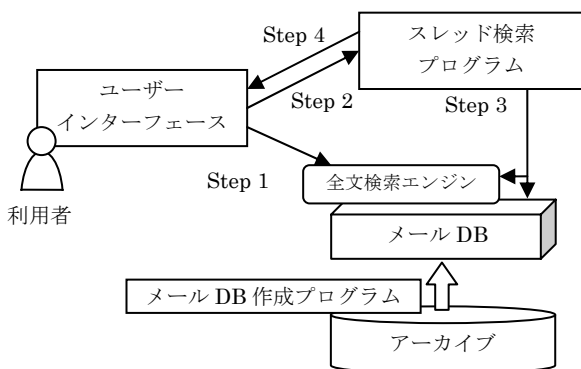 Step 4
スレッド検索
プログラム
ユーザー
インターフェース
Step 2
Step 3
Step 1
全文検索エンジン
利用者
メール DB
メール DB 作成プログラム
アーカイブ